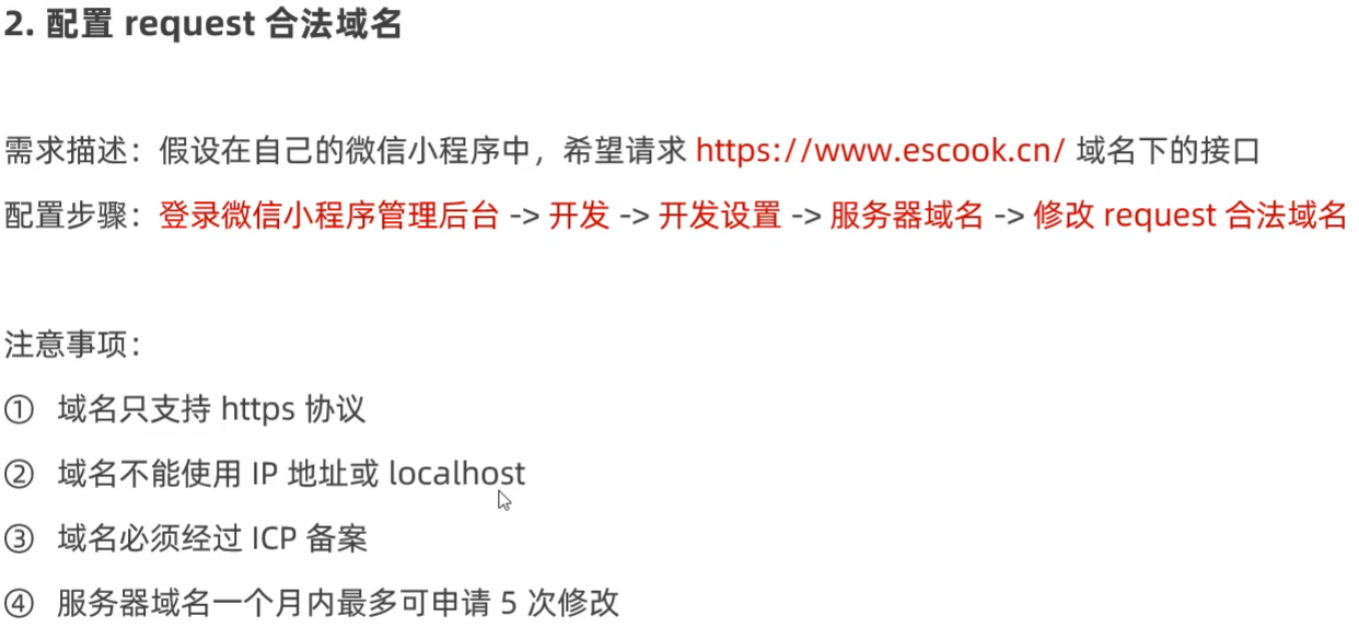 2. 配置 request 合法域名
需求描述：假设在自己的微信小程序中，希望请求 https://www.escook.cn/ 域名下的接口
配置步骤：登录微信小程序管理后台 -> 开发 -> 开发设置 -> 服务器域名 -> 修改 request 合法域名
注意事项：
① 域名只支持 https 协议
② 域名不能使用 IP 地址或 localhost
③ 域名必须经过 ICP 备案
④ 服务器域名一个月内最多可申请 5 次修改